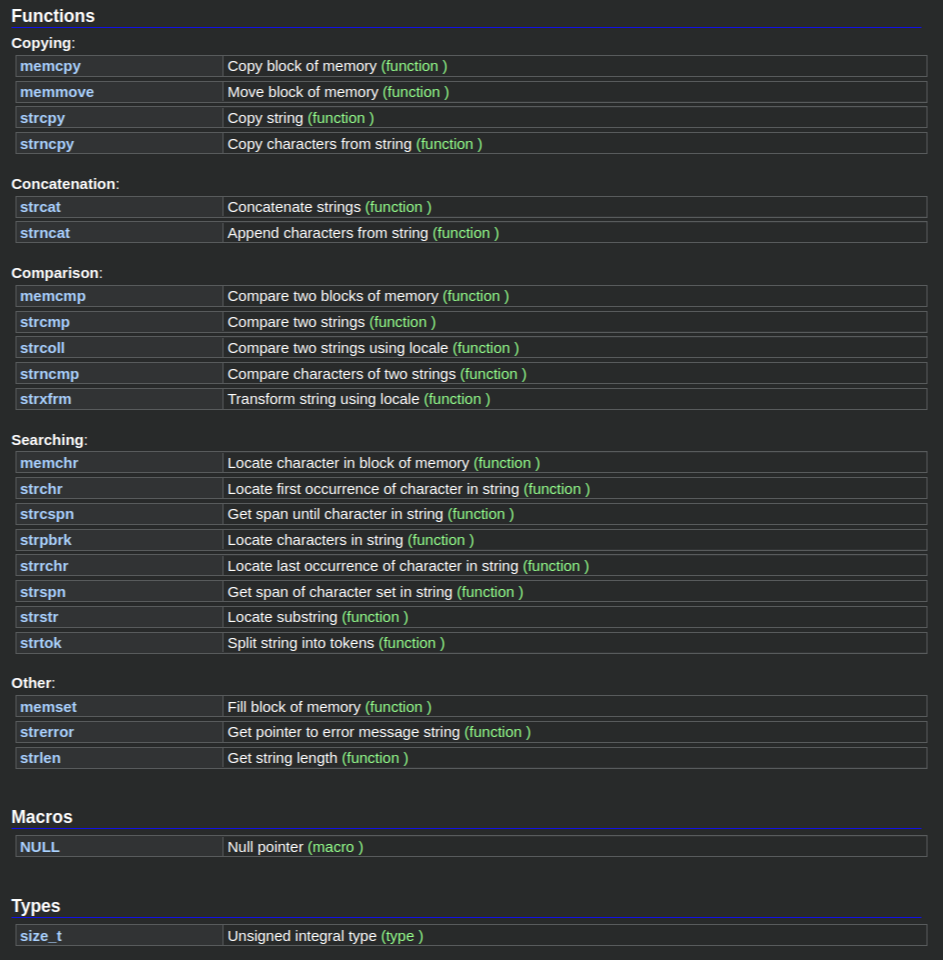 Functions
Copying:
memcpy Copy block of memory (function )
memmove Move block of memory (function )
strcpy Copy string (function )
strncpy Copy characters from string (function )
Concatenation:
strcat Concatenate strings (function )
strncat Append characters from string (function )
Comparison:
memcmp Compare two blocks of memory (function )
strcmp Compare two strings (function )
strcoll Compare two strings using locale (function )
strncmp Compare characters of two strings (function )
strxfrm Transform string using locale (function )
Searching:
memchr Locate character in block of memory (function )
strchr Locate first occurrence of character in string (function )
strcspn Get span until character in string (function )
strpbrk Locate characters in string (function )
strrchr Locate last occurrence of character in string (function )
strspn Get span of character set in string (function )
strstr Locate substring (function )
strtok Split string into tokens (function )
Other:
memset Fill block of memory (function )
strerror Get pointer to error message string (function )
strlen Get string length (function )
Macros
NULL Null pointer (macro )
Types
size_t Unsigned integral type (type )